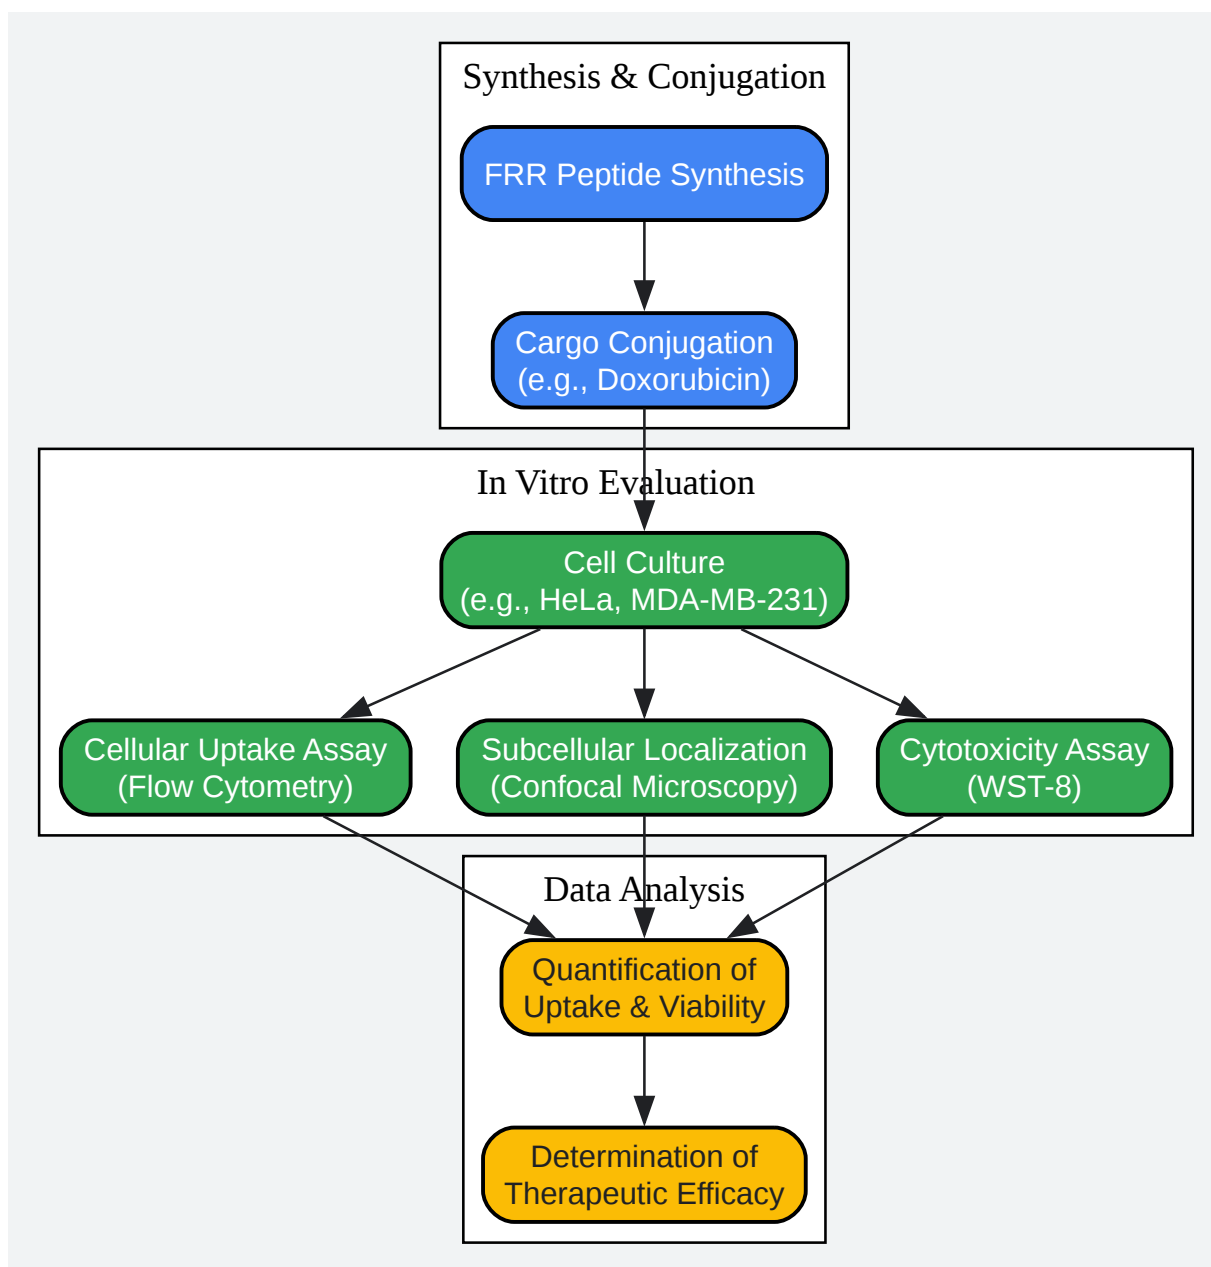 Synthesis & Conjugation
FRR Peptide Synthesis
Cargo Conjugation
(e.g., Doxorubicin)
In Vitro Evaluation
Cell Culture
(e.g., HeLa, MDA-MB-231)
Cellular Uptake Assay
(Flow Cytometry)
Subcellular Localization
(Confocal Microscopy)
Cytotoxicity Assay
(WST-8)
Data Analysis
Quantification of
Uptake & Viability
Determination of
Therapeutic Efficacy